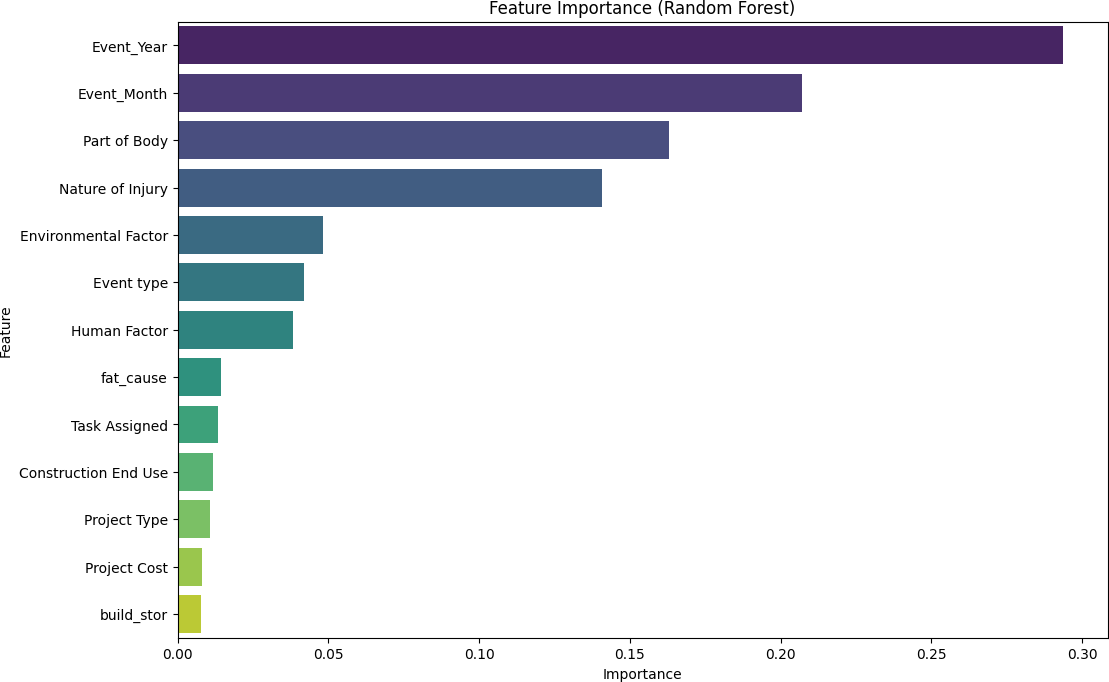 Feature Importance (Random Forest)
Event_Year
Event_Month
Part of Body
Nature of Injury
Environmental Factor
Event type
Human Factor
fat_cause
Task Assigned
Construction End Use
Project Type
Project Cost
build_stor
Feature
0.00 0.05 0.10 0.15 0.20 0.25 0.30
Importance